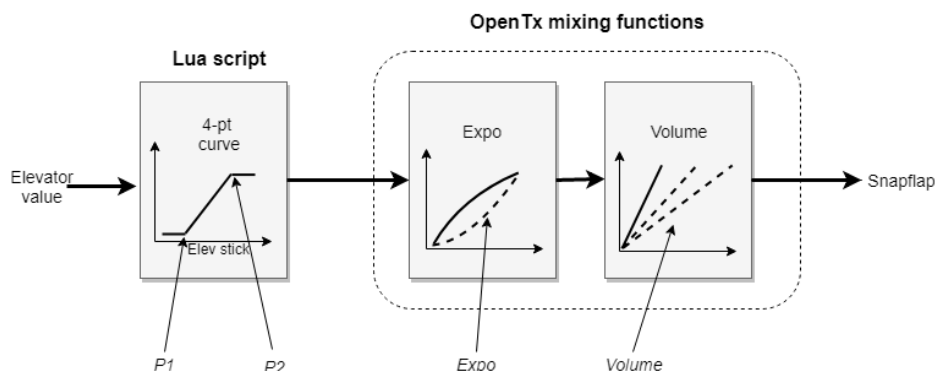 OpenTx mixing functions
Lua script
4-pt
curve
Expo
Volume
Elevator
value
Snapflap
Elev stick
P1
P2
Expo
Volume